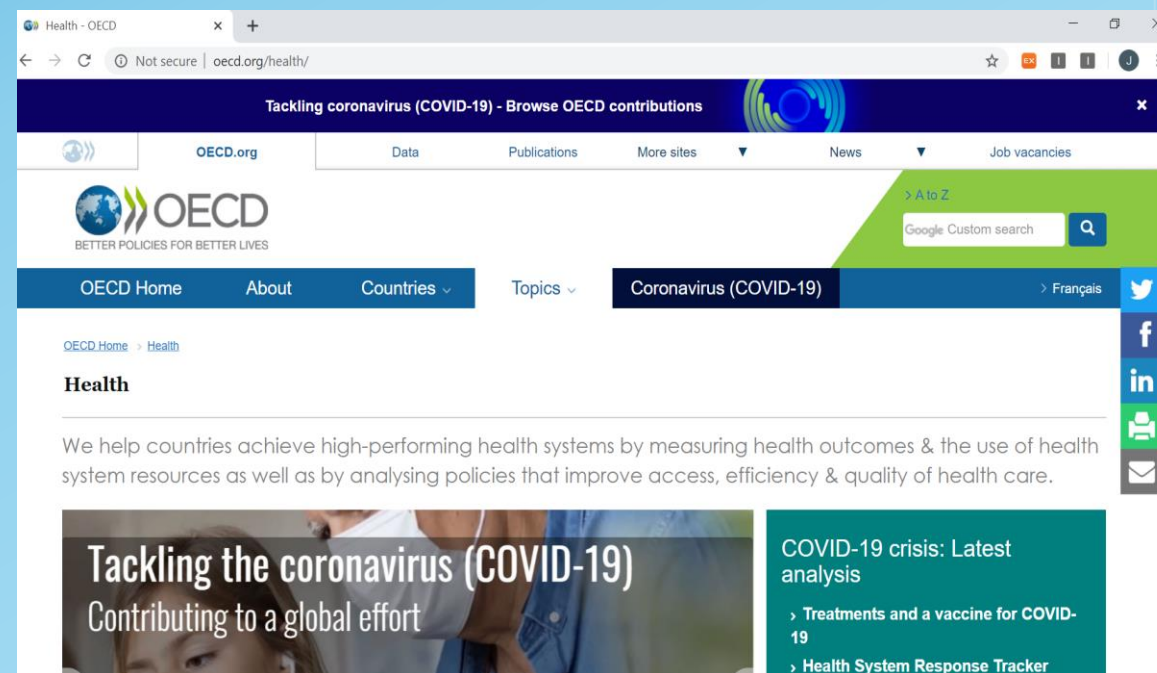 Health - OECD
Not secure | oecd.org/health/
EX
J
Tackling coronavirus (COVID-19) - Browse OECD contributions
OECD.org Data Publications More sites News Job vacancies
> A to Z
OECD
BETTER POLICIES FOR BETTER LIVES
Google Custom search
OECD Home About Countries Topics Coronavirus (COVID-19) > Français
OECD Home > Health
Health
We help countries achieve high-performing health systems by measuring health outcomes & the use of health
system resources as well as by analysing policies that improve access, efficiency & quality of health care.
Tackling the coronavirus (COVID-19)
Contributing to a global effort
COVID-19 crisis: Latest
analysis
> Treatments and a vaccine for COVID-
19
> Health System Response Tracker